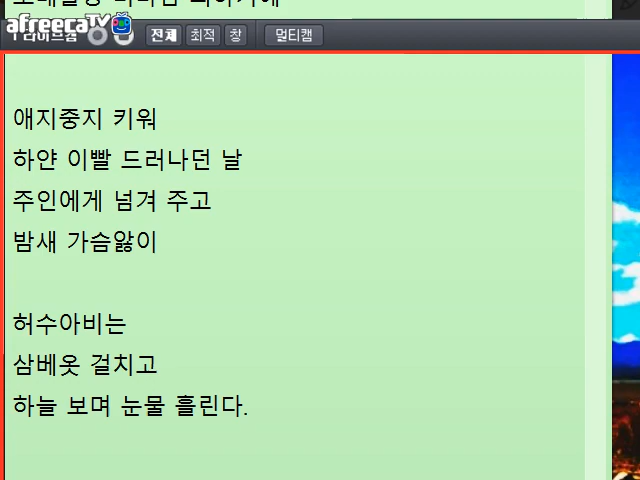 afreecaTV
전체 최적 창 멀티캠
애지중지 키워
하얀 이빨 드러나던 날
주인에게 넘겨 주고
밤새 가슴앓이
허수아비는
삼베옷 걸치고
하늘 보며 눈물 흘린다.